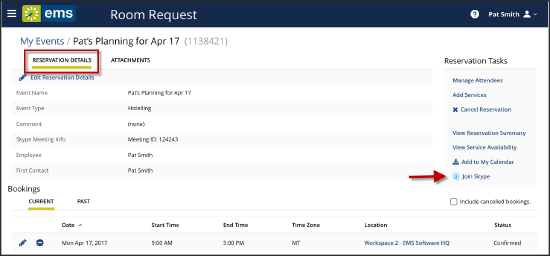 ems Room Request ? Pat Smith
My Events / Pat's Planning for Apr 17 (1138421)
RESERVATION DETAILS ATTACHMENTS
Reservation Tasks
Edit Reservation Details
Manage Attendees
Event Name Pat's Planning for Apr 17
Add Services
Event Type Hotelling
Cancel Reservation
Comment (none)
View Reservation Summary
Skype Meeting Info Meeting ID: 124243
View Service Availability
Employee Pat Smith
Add to My Calendar
First Contact Pat Smith
Join Skype
Bookings
CURRENT PAST
Include cancelled bookings.
Date Start Time End Time Time Zone Location Status
Mon Apr 17, 2017 9:00 AM 5:00 PM MT Workspace 2 - EMS Software HQ Confirmed